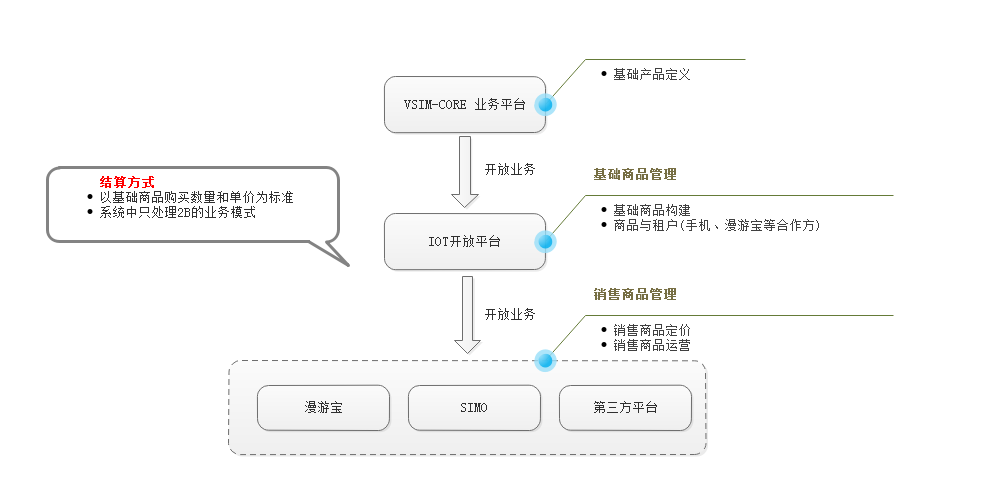 基础产品定义
VSIM-CORE 业务平台
开放业务
基础商品管理
结算方式
以基础商品购买数量和单价为标准
系统中只处理2B的业务模式
基础商品构建
商品与租户(手机、漫游宝等合作方)
IOT开放平台
销售商品管理
开放业务
销售商品定价
销售商品运营
漫游宝
SIMO
第三方平台